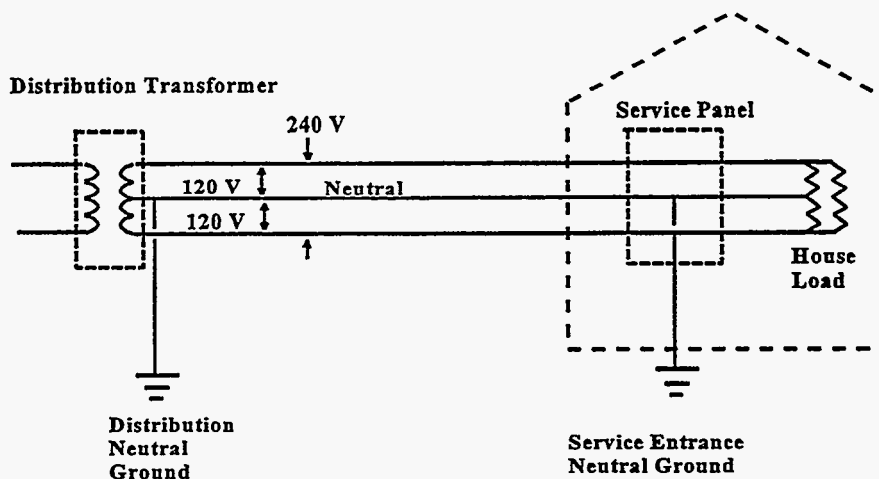 Distribution Transformer
Service Panel
240 V
120 V
Neutral
120 V
House
Load
Distribution
Neutral
Ground
Service Entrance
Neutral Ground